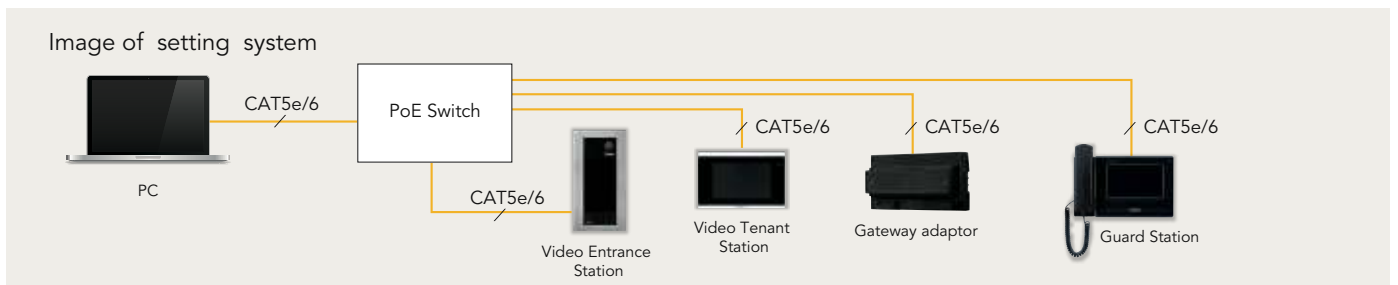 Image of setting system
CAT5e/6
PoE Switch
CAT5e/6
CAT5e/6
CAT5e/6
PC
CAT5e/6
Video Entrance
Station
Video Tenant
Station
Gateway adaptor
Guard Station